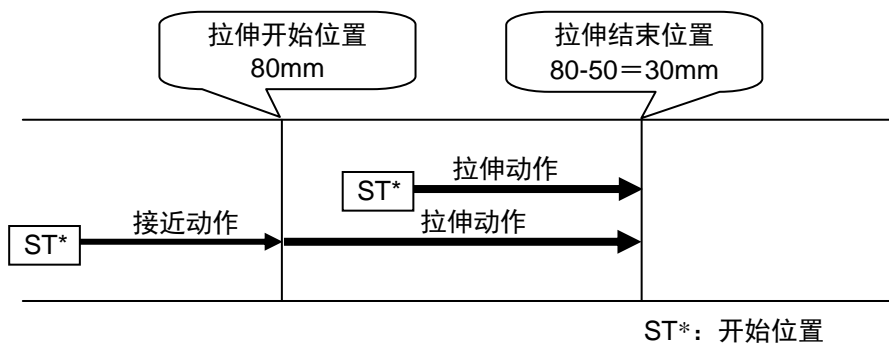 拉伸开始位置
80mm
拉伸结束位置
80-50＝30mm
ST*
拉伸动作
ST*
接近动作
拉伸动作
ST*：开始位置